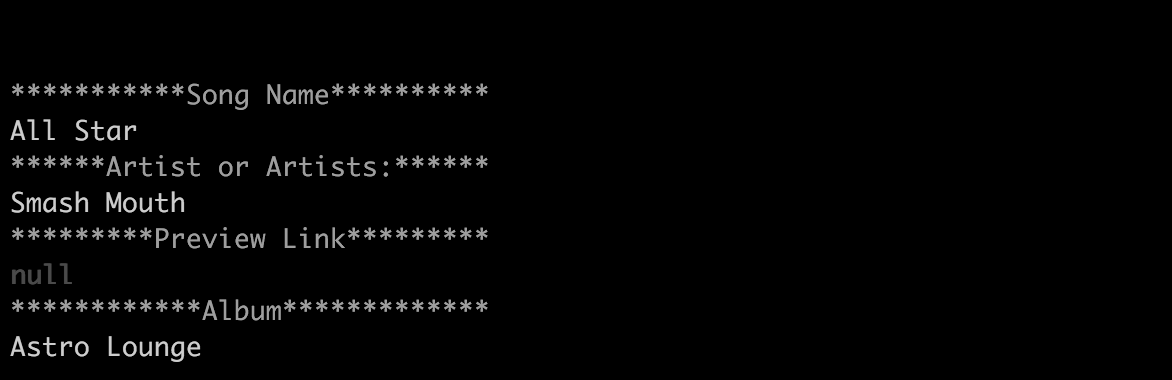 ***********Song Name**********
All Star
******Artist or Artists:******
Smash Mouth
*********Preview Link*********
null
************Album*************
Astro Lounge